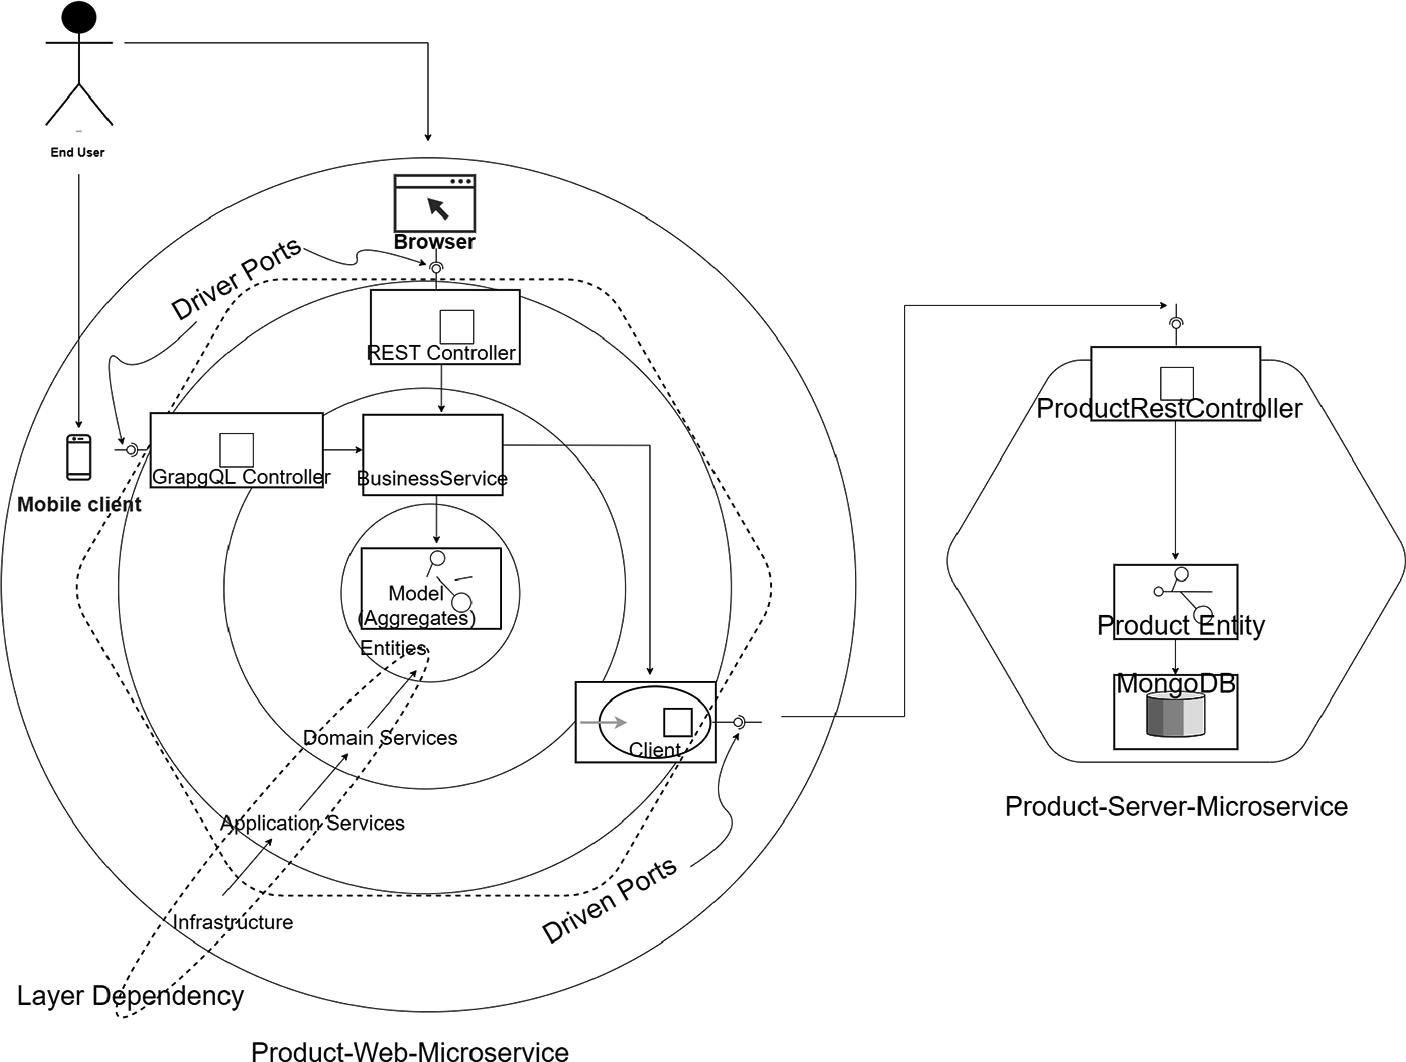 End User
Browser
Driver Ports
REST Controller
GrapgQL Controller
BusinessService
Mobile client
Model
(Aggregates)
Entities
Domain Services
Client
Application Services
Infrastructure
Driven Ports
Layer Dependency
Product-Web-Microservice
ProductRestController
Product Entity
MongoDB
Product-Server-Microservice